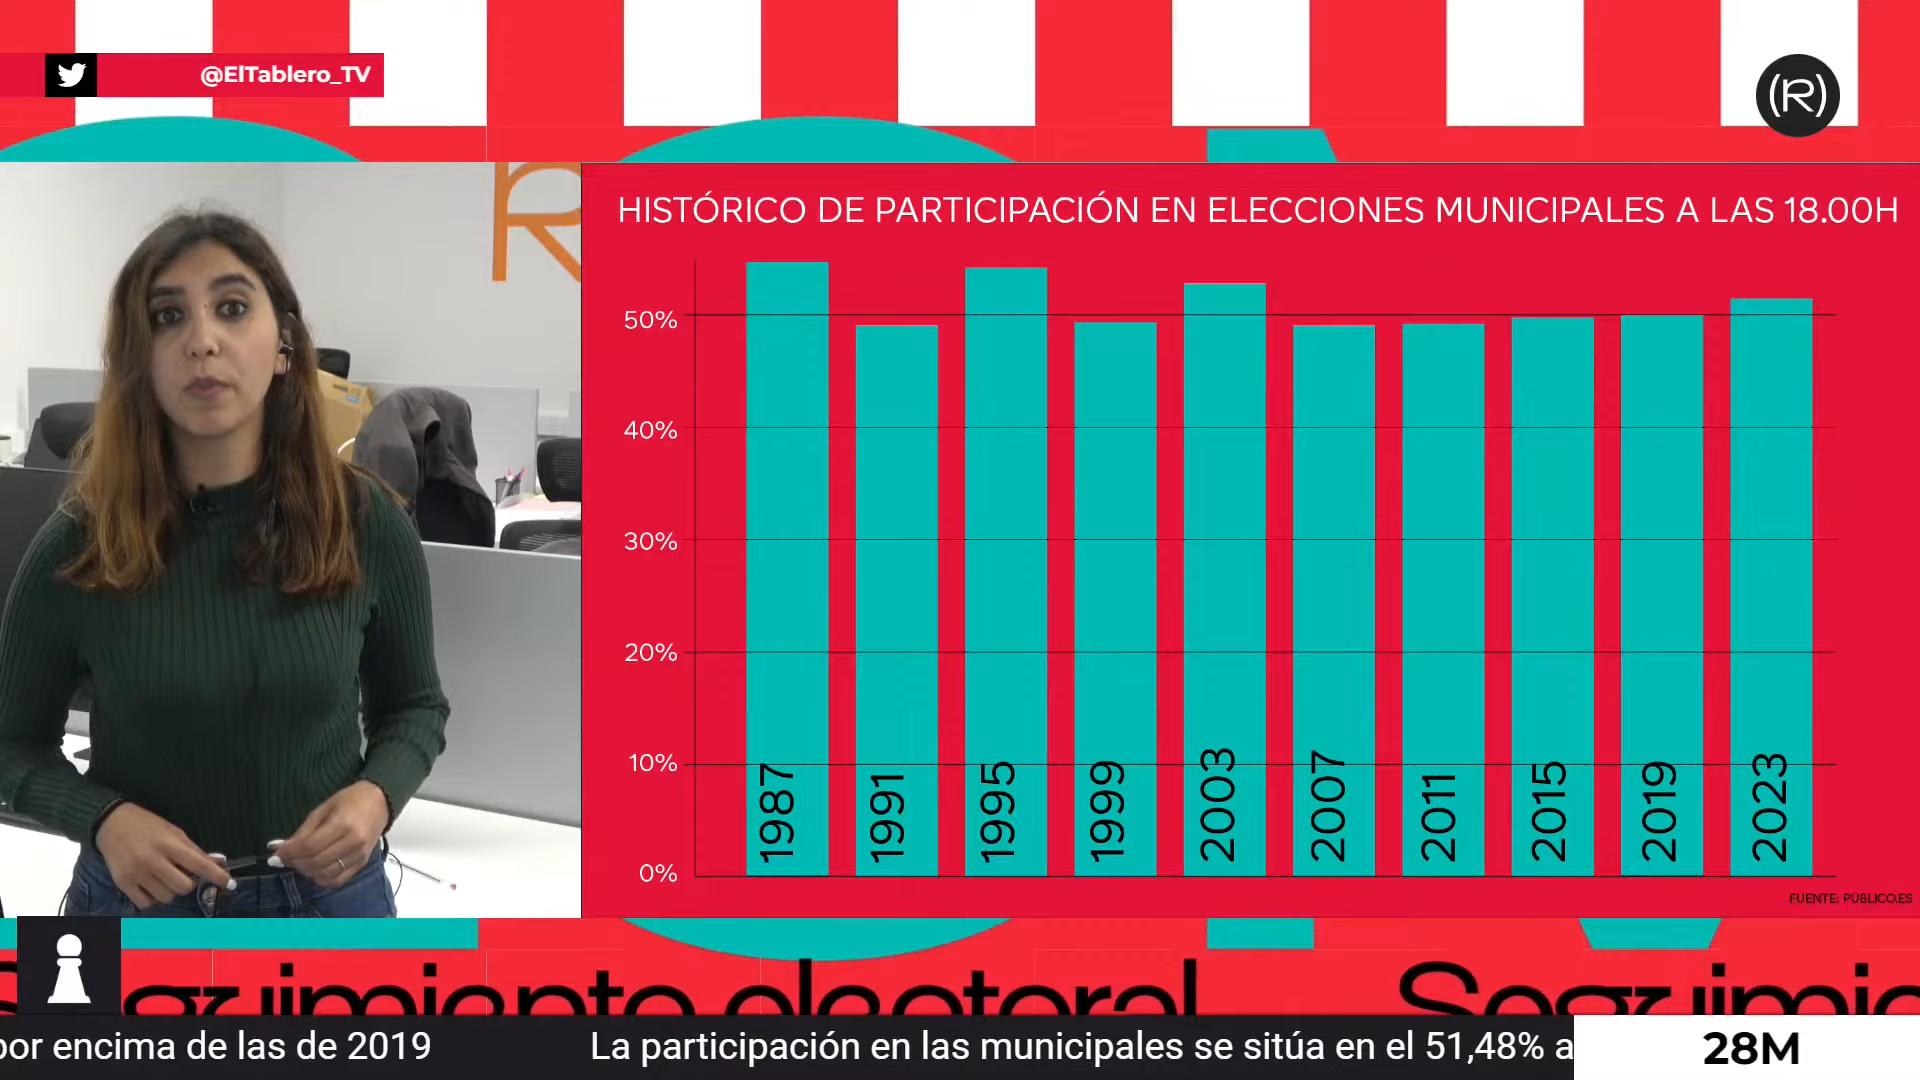 @ElTablero_TV
(R)
R
HISTÓRICO DE PARTICIPACIÓN EN ELECCIONES MUNICIPALES A LAS 18.00H
50%
40%
30%
20%
10%
0%
1987
1991
1995
1999
2003
2007
2011
2015
2019
2023
FUENTE: PÚBLICO.ES
Seguimiento electoral
Seguimie
por encima de las de 2019
La participación en las municipales se sitúa en el 51,48% a
28M